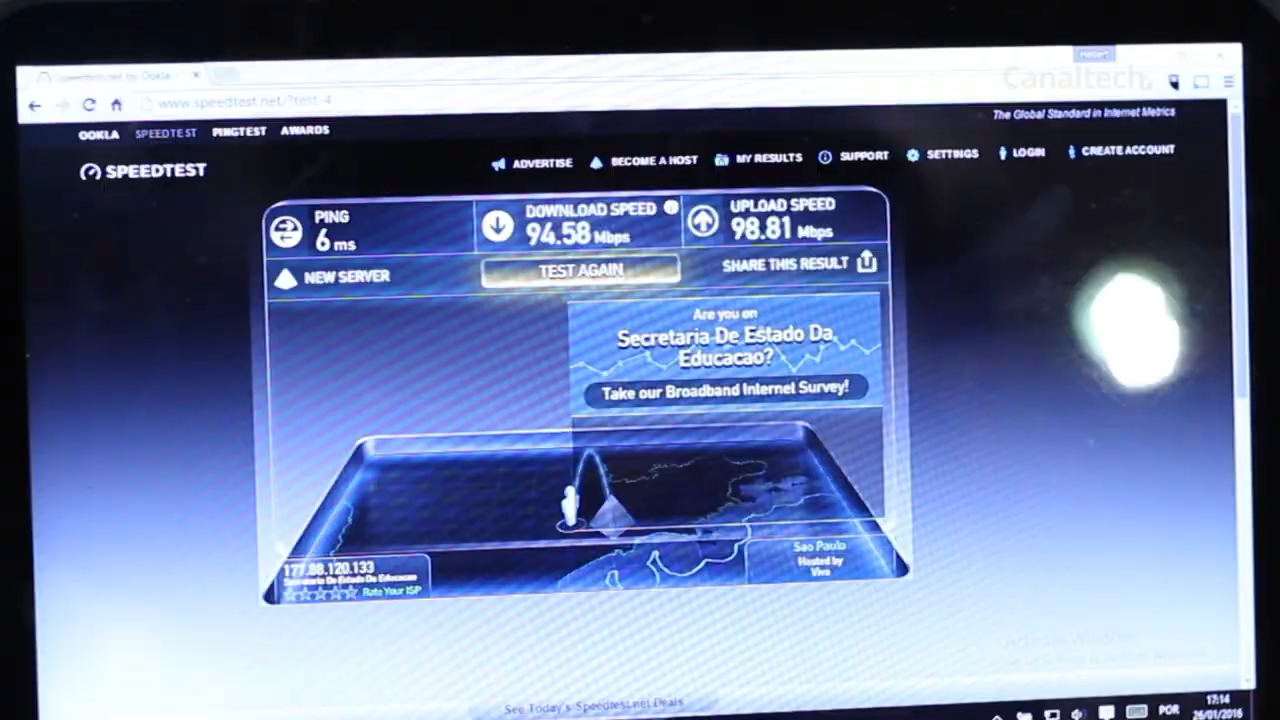 Speedtest.net by Ookla
Canaltech
www.speedtest.net/?test-4
The Global Standard in Internet Metrics
OOKLA SPEEDTEST PINGTEST AWARDS
SPEEDTEST
ADVERTISE BECOME A HOST MY RESULTS SUPPORT SETTINGS LOGIN CREATE ACCOUNT
PING DOWNLOAD SPEED UPLOAD SPEED
6 ms 94.58 Mbps 98.81 Mbps
NEW SERVER TEST AGAIN SHARE THIS RESULT
Are you on
Secretaria De Estado Da
Educacao?
Take our Broadband Internet Survey!
177.88.120.133
Secretaria De Estado Da Educacao
Rate Your ISP
Sao Paulo
Hosted by
Vivo
See Today's Speedtest.net Deals
POR
17:14
26/01/2016